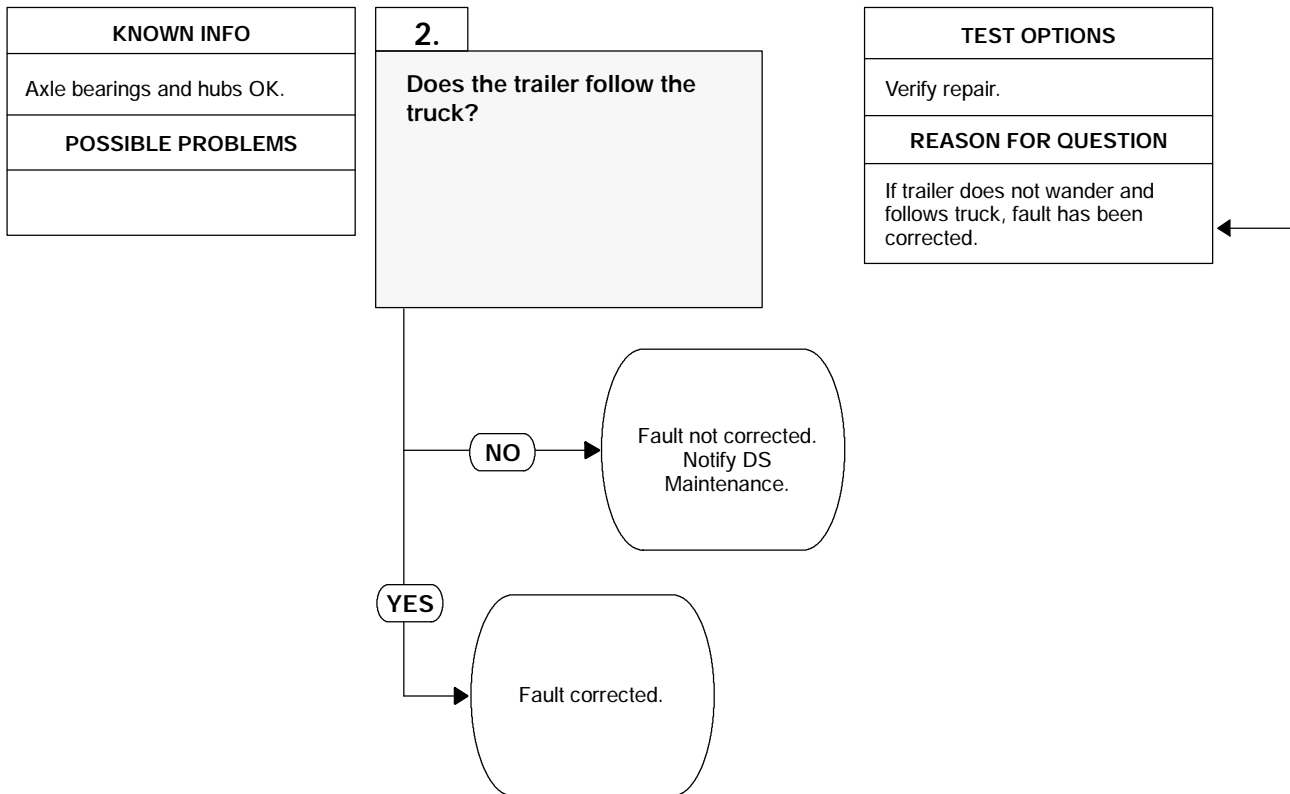 KNOWN INFO
Axle bearings and hubs OK.
POSSIBLE PROBLEMS
2.
Does the trailer follow the
truck?
TEST OPTIONS
Verify repair.
REASON FOR QUESTION
If trailer does not wander and
follows truck, fault has been
corrected.
NO
Fault not corrected.
Notify DS
Maintenance.
YES
Fault corrected.